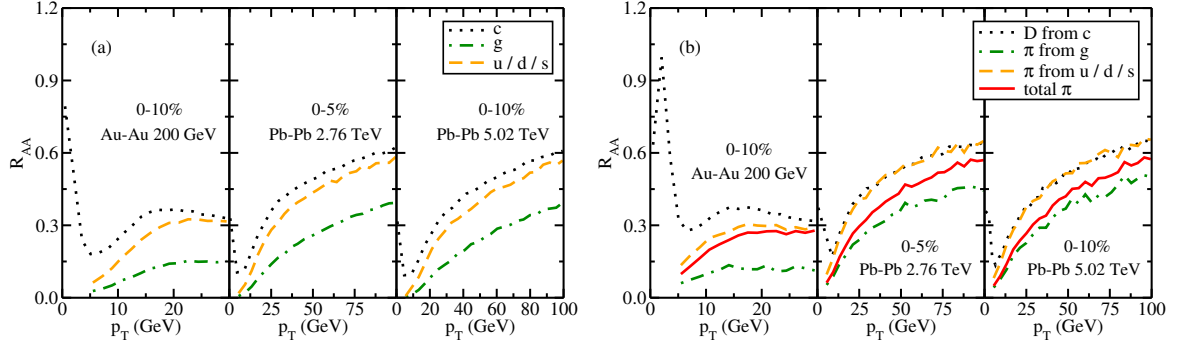 1.2
0.9
0.6
0.3
0.0
R_AA
(a)
c
g
u / d / s
0-10%
Au-Au 200 GeV
0-5%
Pb-Pb 2.76 TeV
0-10%
Pb-Pb 5.02 TeV
0 10 20 0 25 50 75 0 20 40 60 80 100
p_T (GeV) p_T (GeV) p_T (GeV)
1.2
0.9
0.6
0.3
0.0
R_AA
(b)
D from c
π from g
π from u / d / s
total π
0-10%
Au-Au 200 GeV
0-5%
Pb-Pb 2.76 TeV
0-10%
Pb-Pb 5.02 TeV
0 10 20 0 25 50 75 0 25 50 75 100
p_T (GeV) p_T (GeV) p_T (GeV)